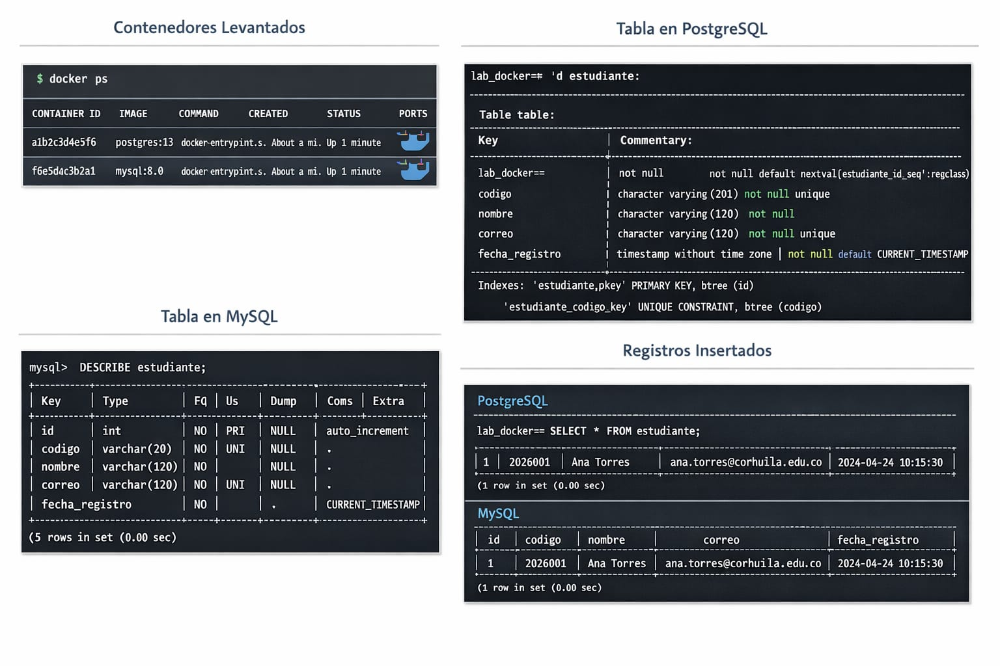 Contenedores Levantados
$ docker ps
CONTAINER ID IMAGE COMMAND CREATED STATUS PORTS
a1b2c3d4e5f6 postgres:13 docker-entrypint.s. About a mi. Up 1 minute
f6e5d4c3b2a1 mysql:8.0 docker entrypint.s. About a mi. Up 1 minute
Tabla en PostgreSQL
lab_docker=# 'd estudiante:
Table table:
Key | Commentary:
lab_docker== | not null not null default nextval[estudiante_id_seq':regclass)
codigo | character varying(201) not null unique
nombre | character varying(120) not null
correo | character varying(120) not null unique
fecha_registro | timestamp without time zone | not null default CURRENT_TIMESTAMP
Indexes: 'estudiante,pkey' PRIMARY KEY, btree (id)
'estudiante_codigo_key' UNIQUE CONSTRAINT, btree (codigo)
Tabla en MySQL
mysql> DESCRIBE estudiante;
| Key | Type | FQ | Us | Dump | Coms | Extra |
| id | int | NO | PRI | NULL | auto_increment |
| codigo | varchar(20) | NO | UNI | NULL | . |
| nombre | varchar(120) | NO | | NULL | . |
| correo | varchar(120) | NO | UNI | NULL | . |
| fecha_registro | NO | | . | CURRENT_TIMESTAMP |
(5 rows in set (0.00 sec)
Registros Insertados
PostgreSQL
lab_docker== SELECT * FROM estudiante;
| 1 | 2026001 | Ana Torres | ana.torres@corhuila.edu.co | 2024-04-24 10:15:30 |
(1 row in set (0.00 sec)
MySQL
| id | codigo | nombre | correo | fecha_registro |
| 1 | 2026001 | Ana Torres | ana.torres@corhuila.edu.co | 2024-04-24 10:15:30 |
(1 row in set (0.00 sec)